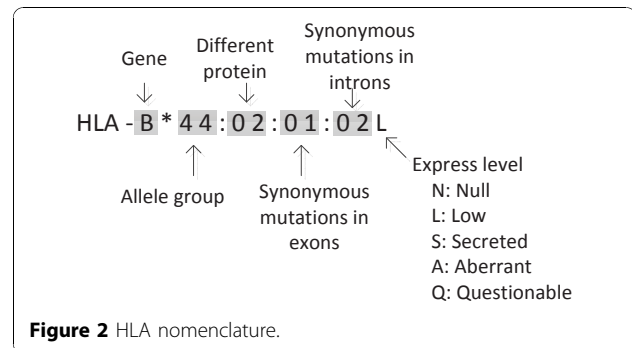 Gene
Different
protein
Synonymous
mutations in
introns
HLA - B * 44:02:01:02 L
Allele group
Synonymous
mutations in
exons
Express level
N: Null
L: Low
S: Secreted
A: Aberrant
Q: Questionable
Figure 2 HLA nomenclature.